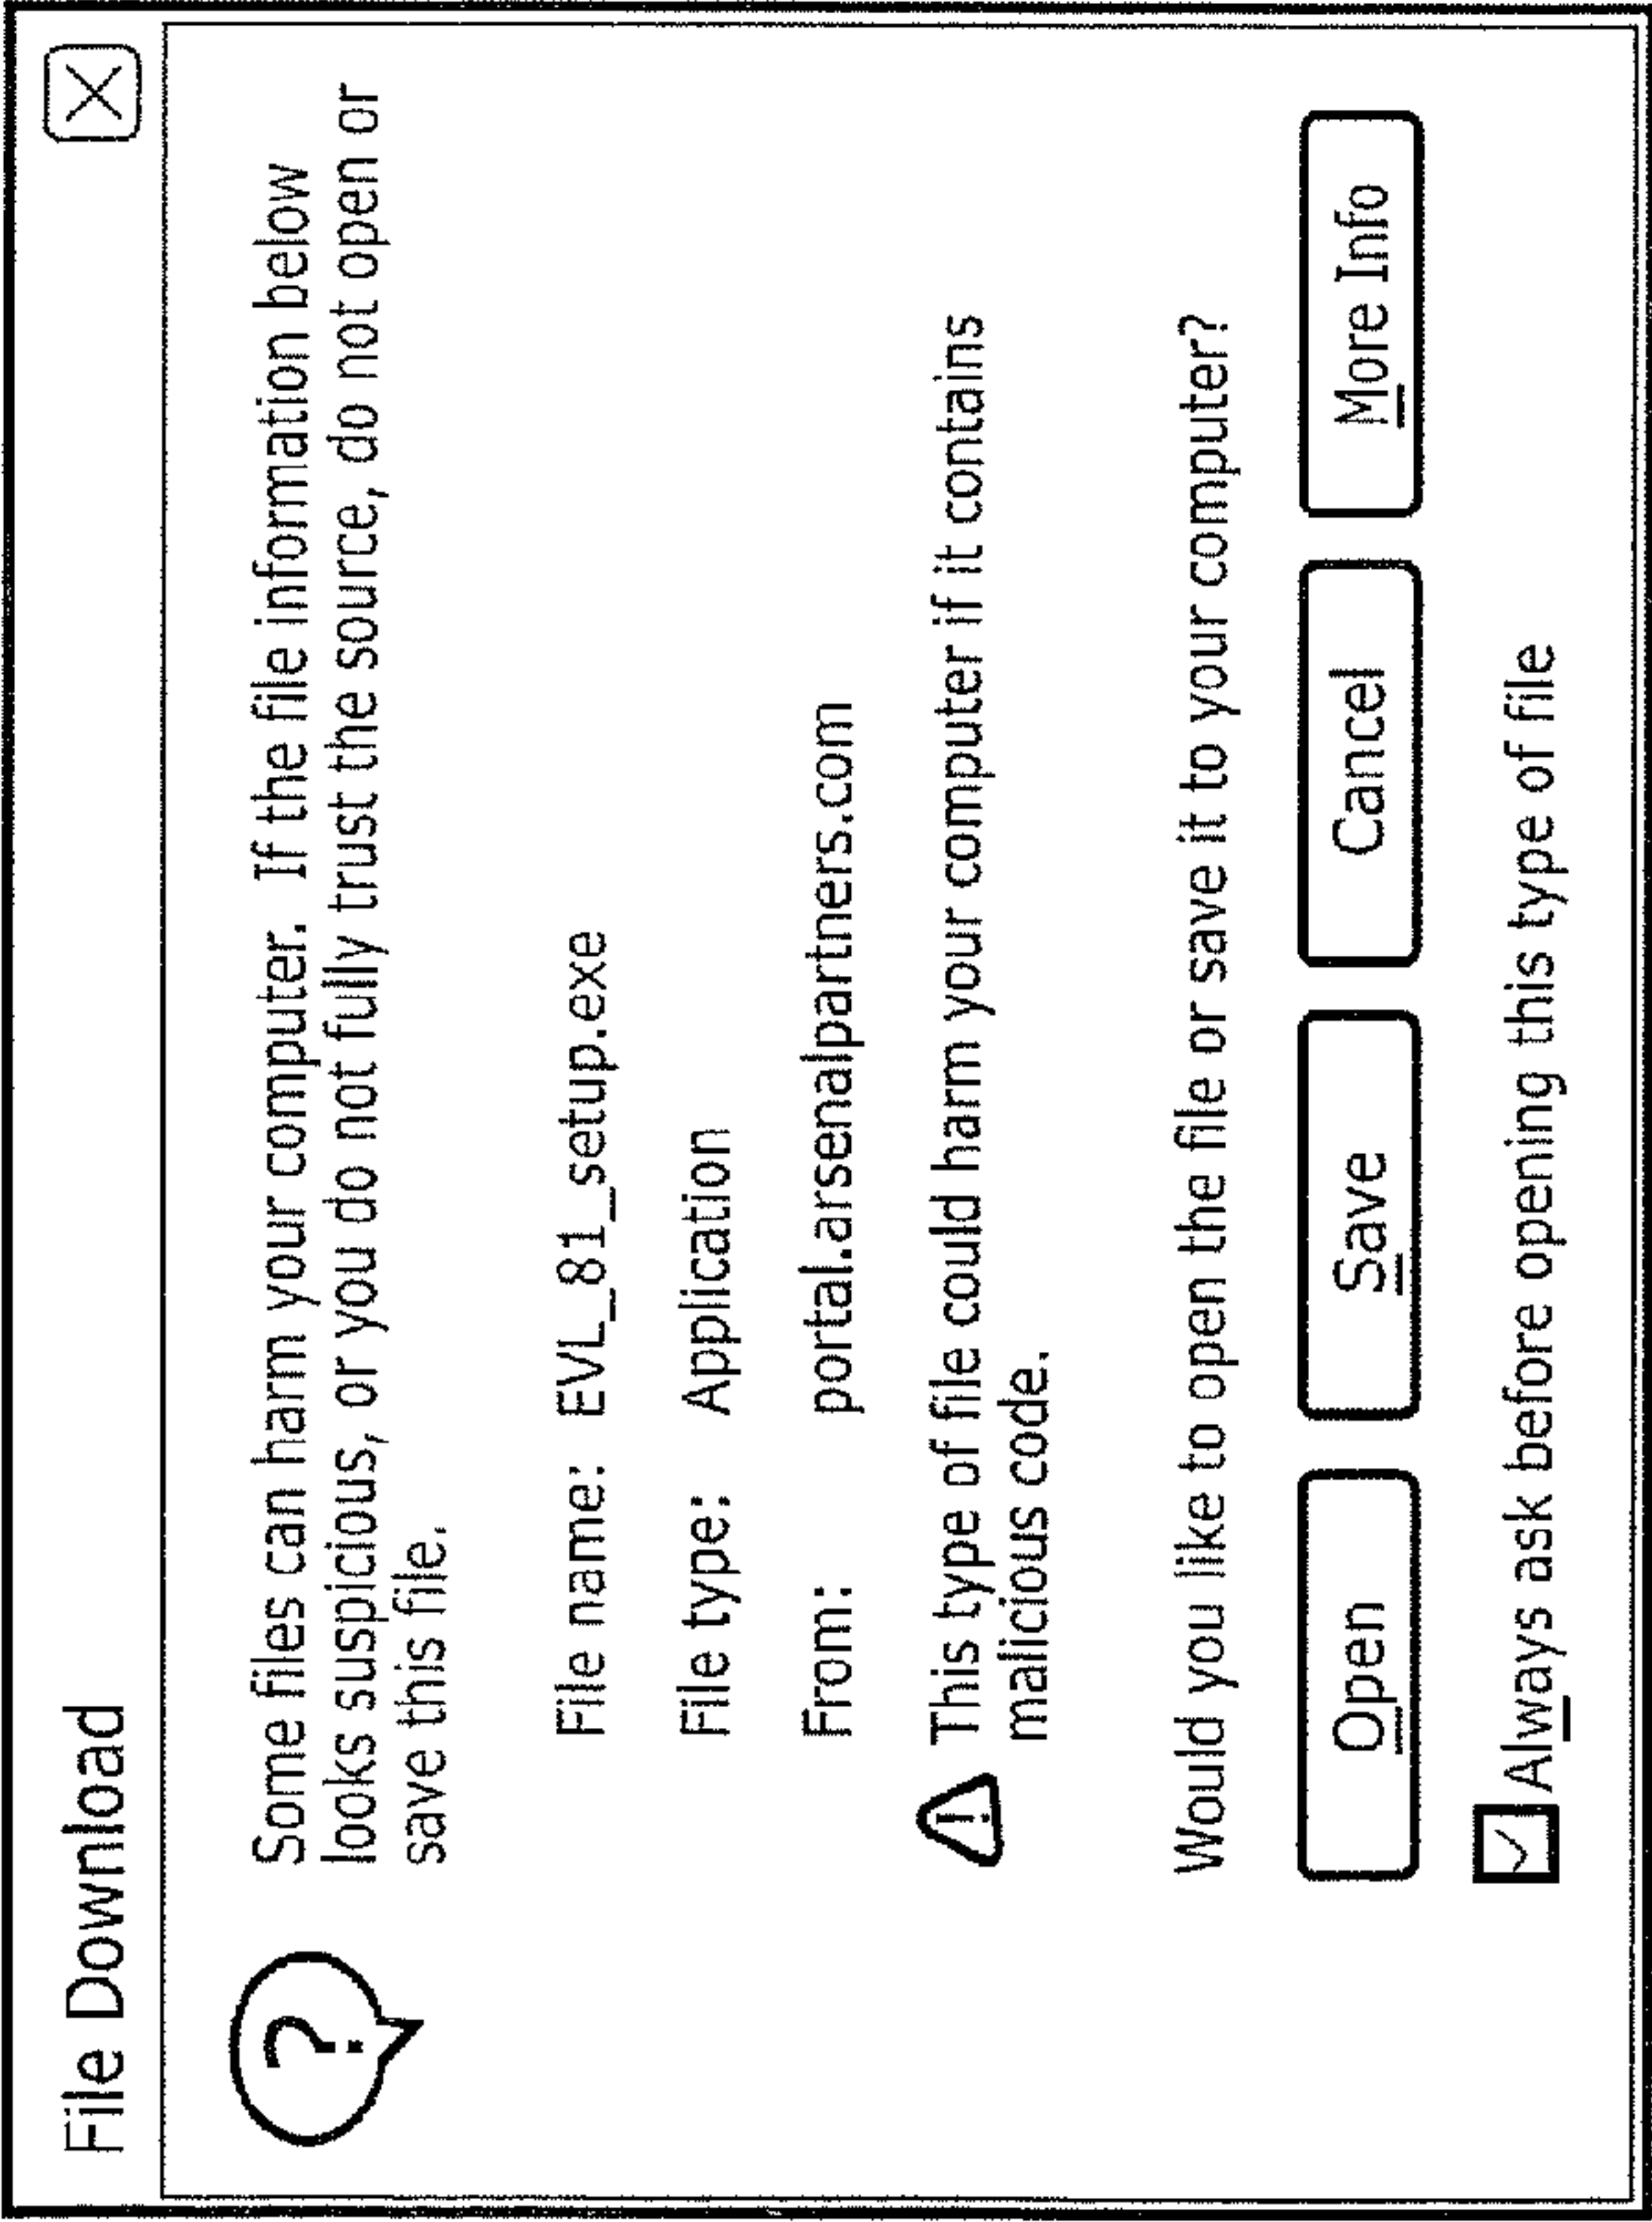 File Download
Some files can harm your computer.  If the file information below
looks suspicious, or you do not fully trust the source, do not open or
save this file.
File name: EVL_81_setup.exe
File type: Application
From: portal.arsenalpartners.com
This type of file could harm your computer if it contains
malicious code.
Would you like to open the file or save it to your computer?
Open Save Cancel More Info
Always ask before opening this type of file